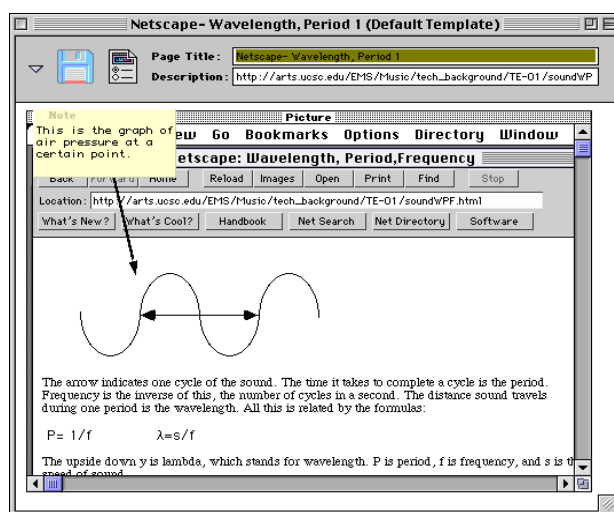 Netscape- Wavelength, Period 1 (Default Template)
Page Title: Netscape- Wavelength, Period 1
Description: http://arts.ucsc.edu/EMS/Music/tech_background/TE-01/soundWP
Note
Picture
This is the graph of
air pressure at a
certain point.
ew Go Bookmarks Options Directory Window
etscape: Wavelength, Period,Frequency
Back Forward Home Reload Images Open Print Find Stop
Location: http://arts.ucsc.edu/EMS/Music/tech_background/TE-01/soundWPF.html
What's New? What's Cool? Handbook Net Search Net Directory Software
The arrow indicates one cycle of the sound. The time it takes to complete a cycle is the period.
Frequency is the inverse of this, the number of cycles in a second. The distance sound travels
during one period is the wavelength. All this is related by the formulas:
P= 1/f λ=s/f
The upside down y is lambda, which stands for wavelength. P is period, f is frequency, and s is th
speed of sound